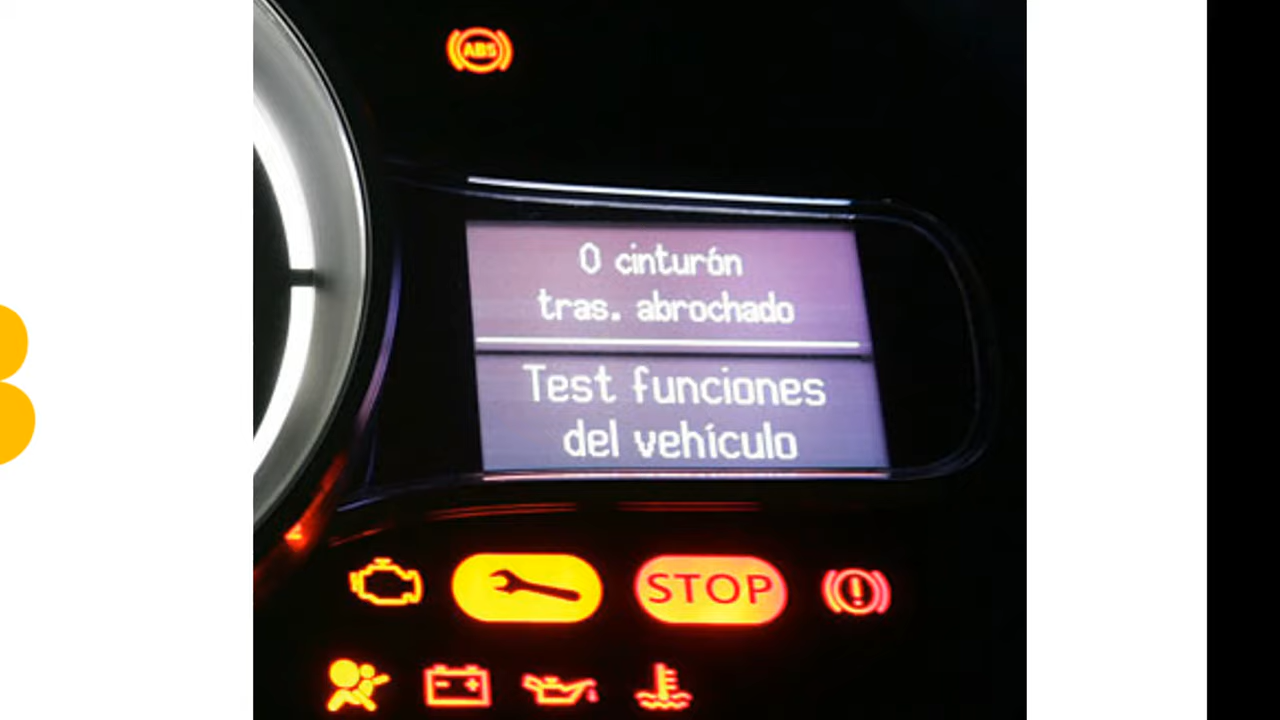 ABS
0 cinturón
tras. abrochado
Test funciones
del vehículo
STOP